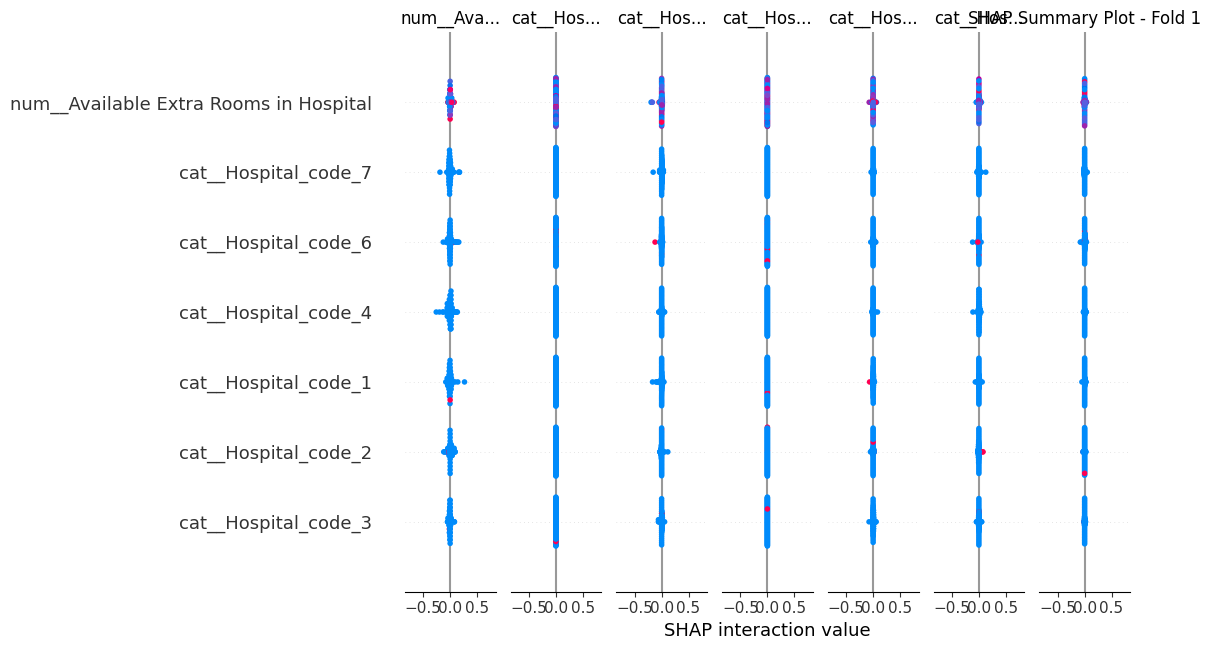 num__Ava...
cat__Hos...
cat__Hos...
cat__Hos...
cat__Hos...
cat__Hos...
SHAP Summary Plot - Fold 1
num__Available Extra Rooms in Hospital
cat__Hospital_code_7
cat__Hospital_code_6
cat__Hospital_code_4
cat__Hospital_code_1
cat__Hospital_code_2
cat__Hospital_code_3
−0.5 0.0 0.5
−0.5 0.0 0.5
−0.5 0.0 0.5
−0.5 0.0 0.5
−0.5 0.0 0.5
−0.5 0.0 0.5
−0.5 0.0 0.5
SHAP interaction value